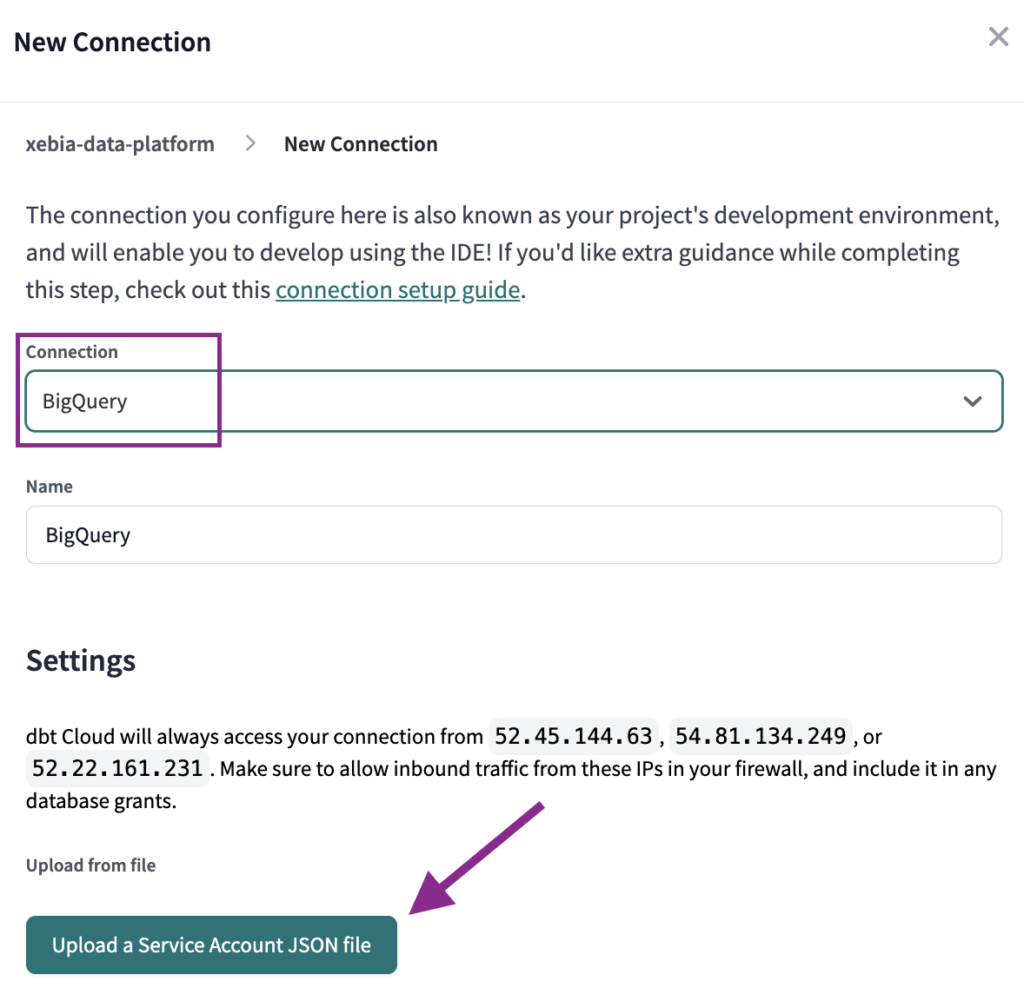 New Connection
xebia-data-platform > New Connection
The connection you configure here is also known as your project's development environment,
and will enable you to develop using the IDE! If you'd like extra guidance while completing
this step, check out this connection setup guide.
Connection
BigQuery
Name
BigQuery
Settings
dbt Cloud will always access your connection from 52.45.144.63, 54.81.134.249, or
52.22.161.231. Make sure to allow inbound traffic from these IPs in your firewall, and include it in any
database grants.
Upload from file
Upload a Service Account JSON file